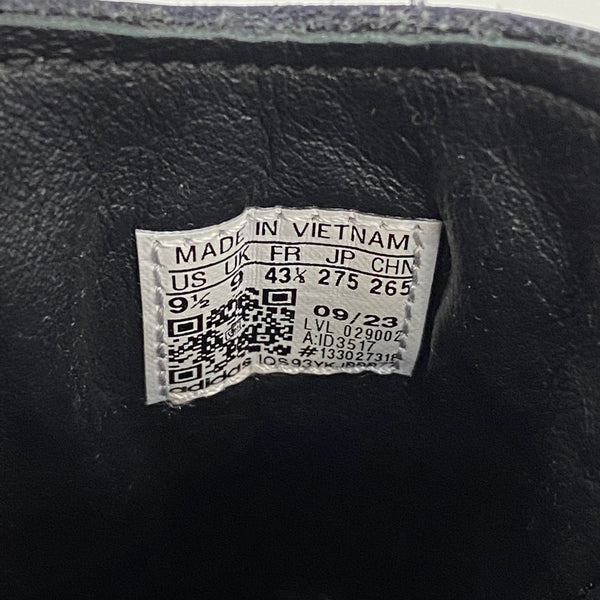 MADE IN VIETNAM
US UK FR JP CHN
9½ 9 43⅓ 275 265
09/23
LVL 029002
A:ID3517
#13302731
adidas